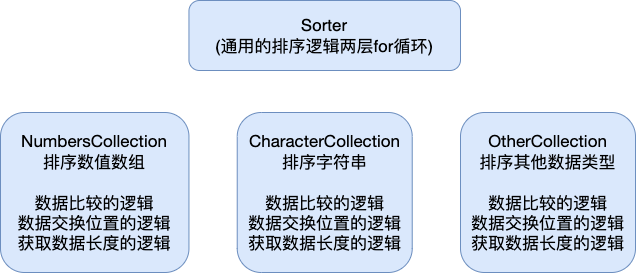 Sorter
(通用的排序逻辑两层for循环)
NumbersCollection
排序数值数组
数据比较的逻辑
数据交换位置的逻辑
获取数据长度的逻辑
CharacterCollection
排序字符串
数据比较的逻辑
数据交换位置的逻辑
获取数据长度的逻辑
OtherCollection
排序其他数据类型
数据比较的逻辑
数据交换位置的逻辑
获取数据长度的逻辑